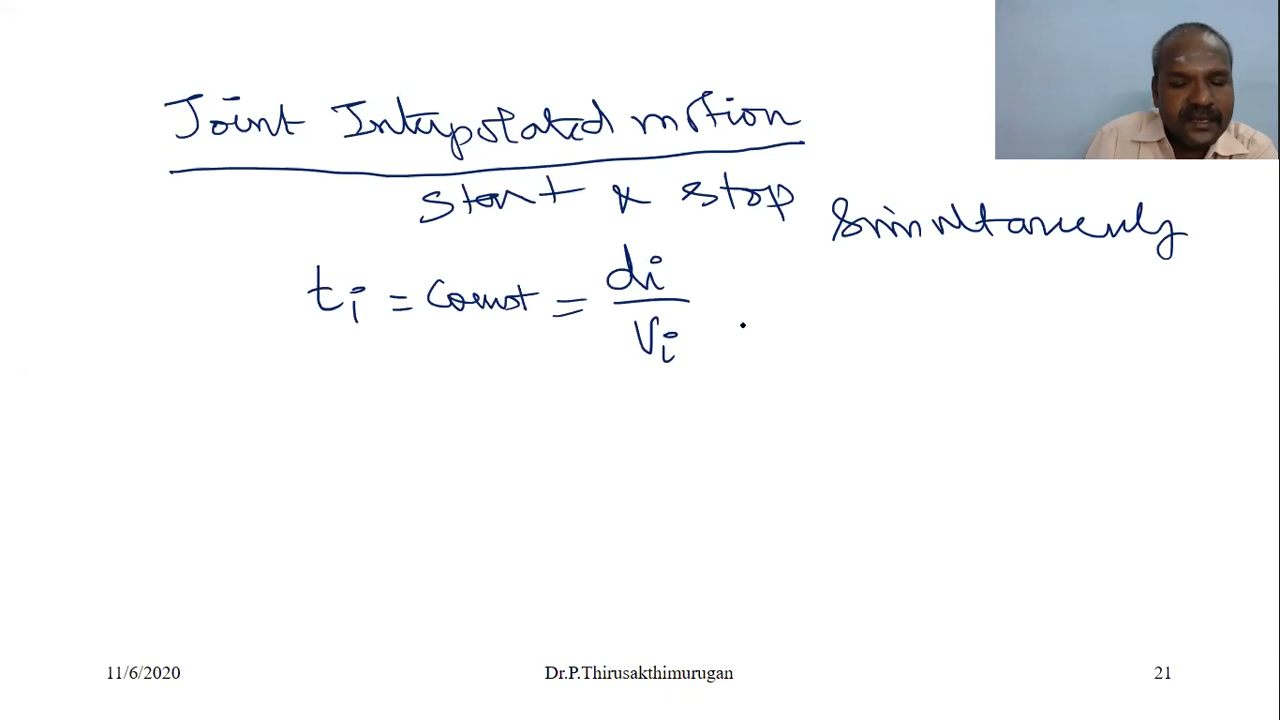 Joint Interpolated motion
start & stop simultaneously
ti = const = di / Vi
11/6/2020 Dr.P.Thirusakthimurugan 21